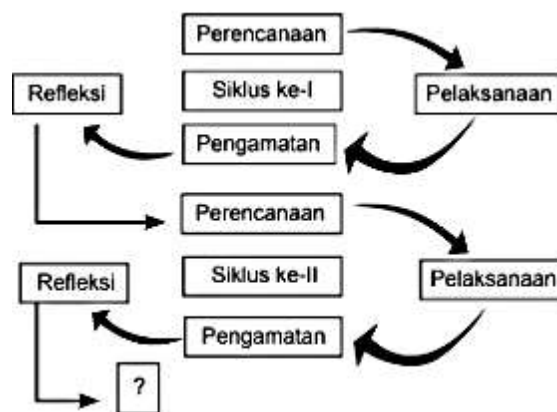 Perencanaan
Refleksi
Siklus ke-I
Pelaksanaan
Pengamatan
Perencanaan
Refleksi
Siklus ke-II
Pelaksanaan
Pengamatan
?